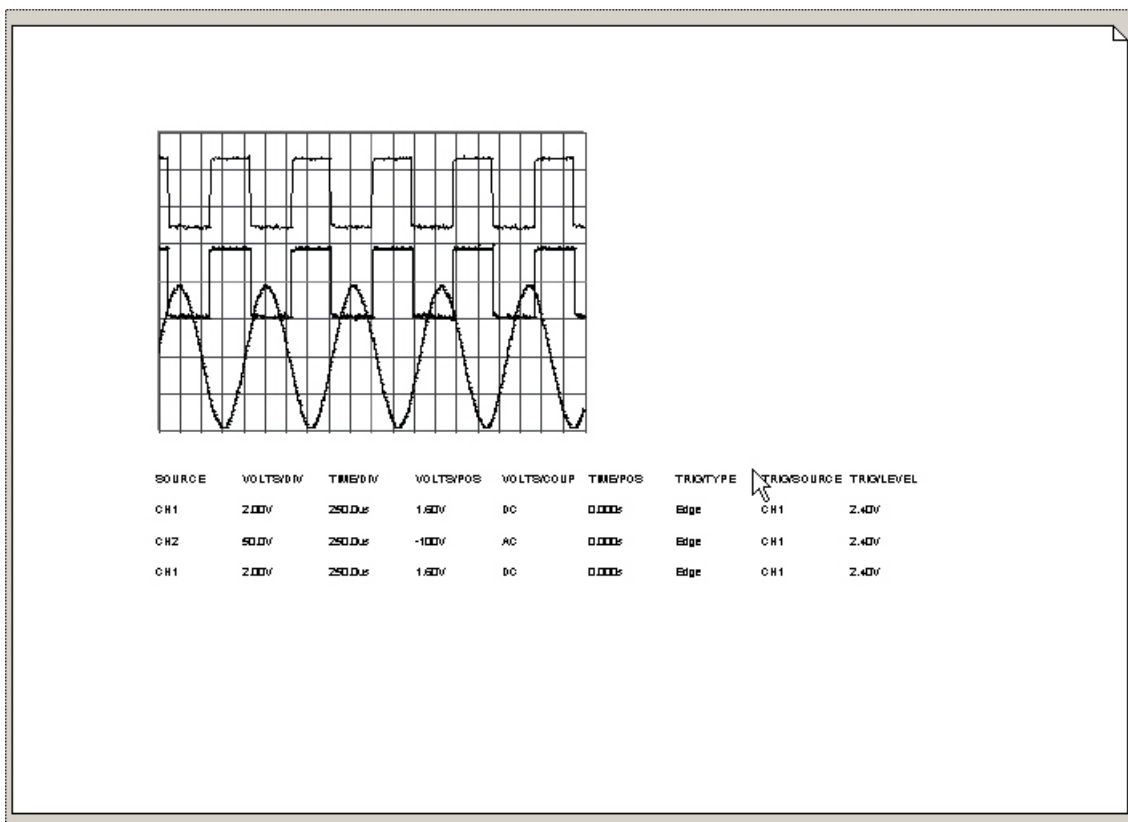 SOURCE VOLTS/DIV TIME/DIV VOLTS/POS VOLTS/COUP TIME/POS TRIG/TYPE TRIG/SOURCE TRIG/LEVEL
CH1 2.00V 250.0us 1.60V DC 0.000s Edge CH1 2.40V
CH2 50.0V 250.0us -100V AC 0.000s Edge CH1 2.40V
CH1 2.00V 250.0us 1.60V DC 0.000s Edge CH1 2.40V